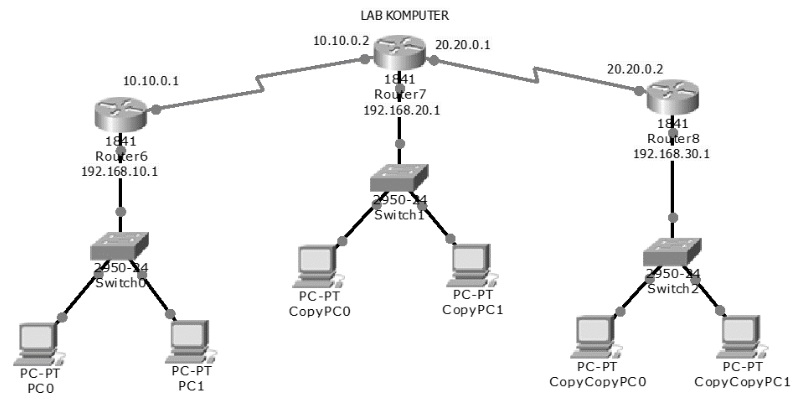 LAB KOMPUTER
10.10.0.2
20.20.0.1
1841
Router7
192.168.20.1
10.10.0.1
1841
Router6
192.168.10.1
20.20.0.2
1841
Router8
192.168.30.1
2950-24
Switch1
2950-24
Switch0
2950-24
Switch2
PC-PT
CopyPC0
PC-PT
CopyPC1
PC-PT
PC0
PC-PT
PC1
PC-PT
CopyCopyPC0
PC-PT
CopyCopyPC1